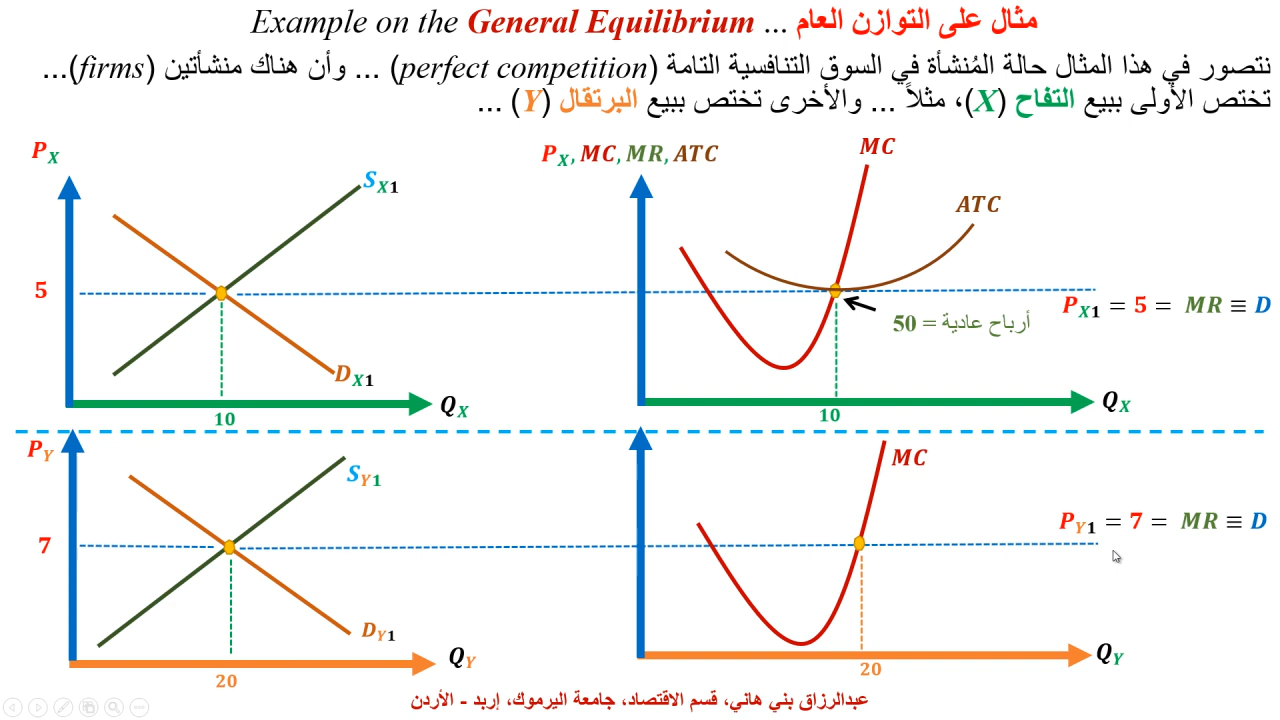 Example on the General Equilibrium ... مثال على التوازن العام
نتصور في هذا المثال حالة المُنشأة في السوق التنافسية التامة (perfect competition) ... وأن هناك منشأتين (firms)...
تختص الأولى ببيع التفاح (X)، مثلاً ... والأخرى تختص ببيع البرتقال (Y) ...
P_X
S_X1
5
D_X1
10
Q_X
P_X, MC, MR, ATC
MC
ATC
P_X1 = 5 = MR ≡ D
أرباح عادية = 50
10
Q_X
P_Y
S_Y1
7
D_Y1
20
Q_Y
MC
P_Y1 = 7 = MR ≡ D
20
Q_Y
عبدالرزاق بني هاني، قسم الاقتصاد، جامعة اليرموك، إربد - الأردن